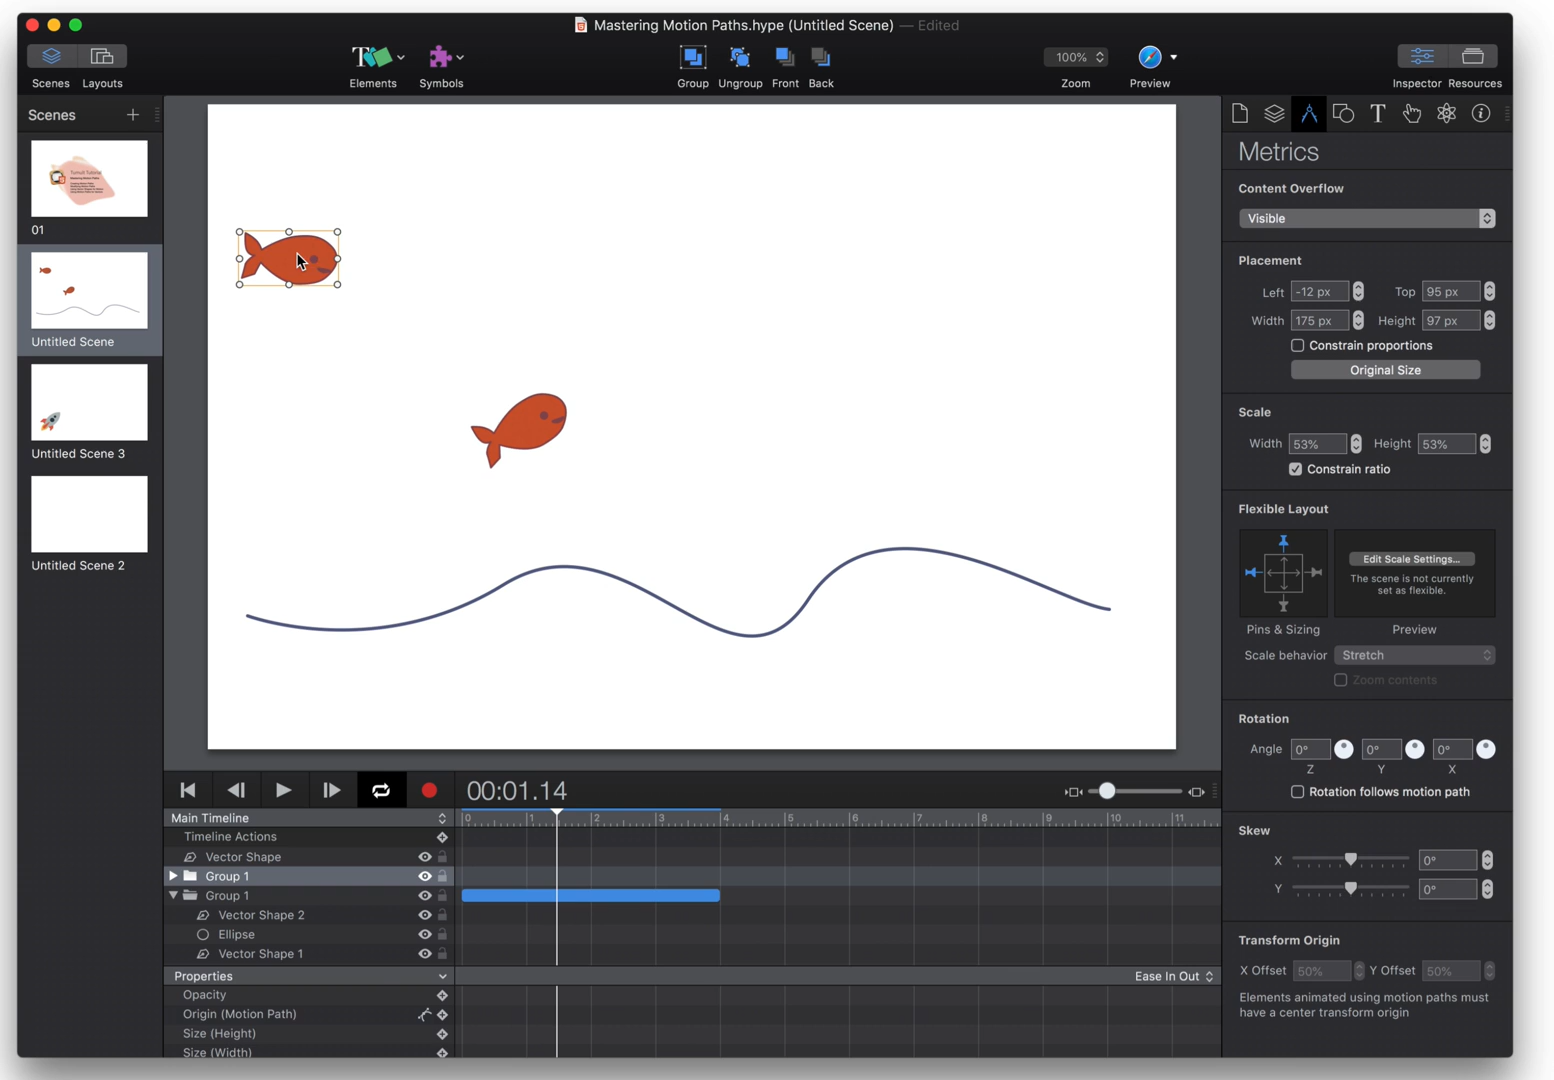 Mastering Motion Paths.hype (Untitled Scene) — Edited
Scenes Layouts
Elements Symbols
Group Ungroup Front Back
100%
Zoom Preview
Inspector Resources
Scenes +
Tumult Tutorial
01
Untitled Scene
Untitled Scene 3
Untitled Scene 2
Metrics
Content Overflow
Visible
Placement
Left -12 px Top 95 px
Width 175 px Height 97 px
Constrain proportions
Original Size
Scale
Width 53% Height 53%
Constrain ratio
Flexible Layout
Edit Scale Settings...
The scene is not currently
set as flexible.
Pins & Sizing Preview
Scale behavior Stretch
Zoom contents
Rotation
Angle 0° 0° 0°
Z Y X
Rotation follows motion path
Skew
X 0°
Y 0°
Transform Origin
X Offset 50% Y Offset 50%
Elements animated using motion paths must
have a center transform origin
00:01.14
Main Timeline
0 1 2 3 4 5 6 7 8 9 10 11
Timeline Actions
Vector Shape
Group 1
Group 1
Vector Shape 2
Ellipse
Vector Shape 1
Properties Ease In Out
Opacity
Origin (Motion Path)
Size (Height)
Size (Width)